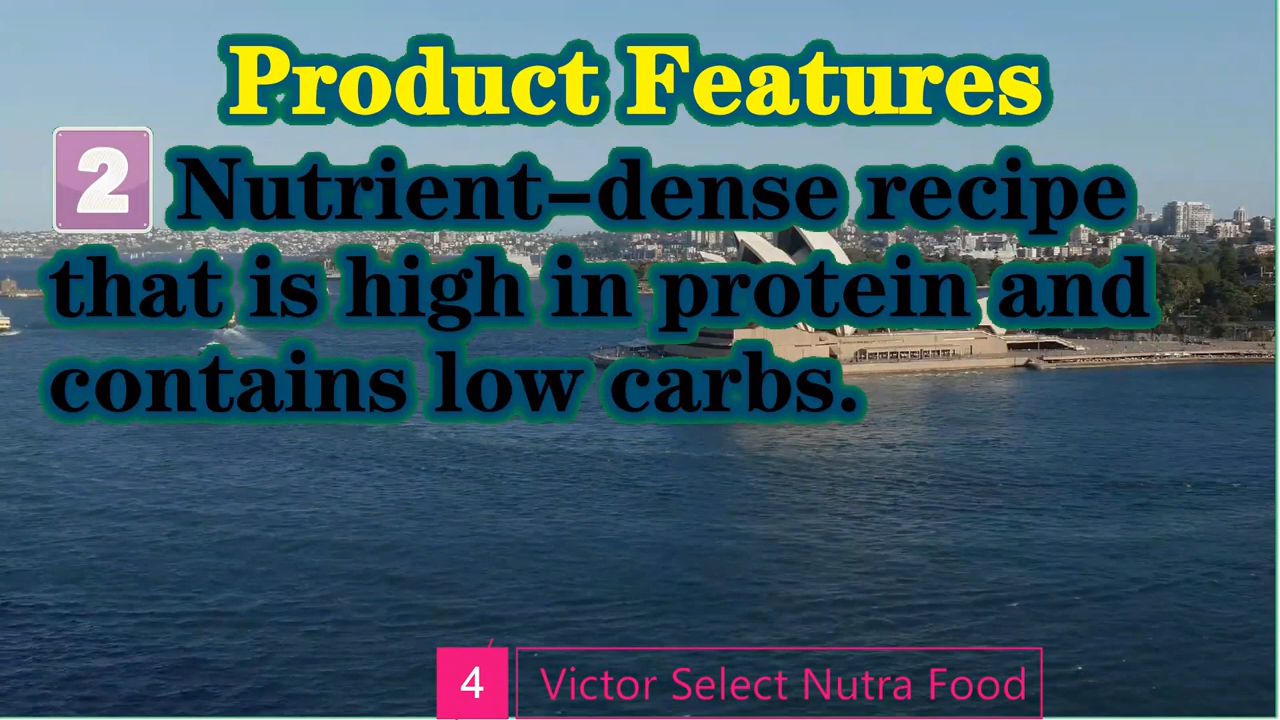 Product Features
2 Nutrient-dense recipe
that is high in protein and
contains low carbs.
4 Victor Select Nutra Food